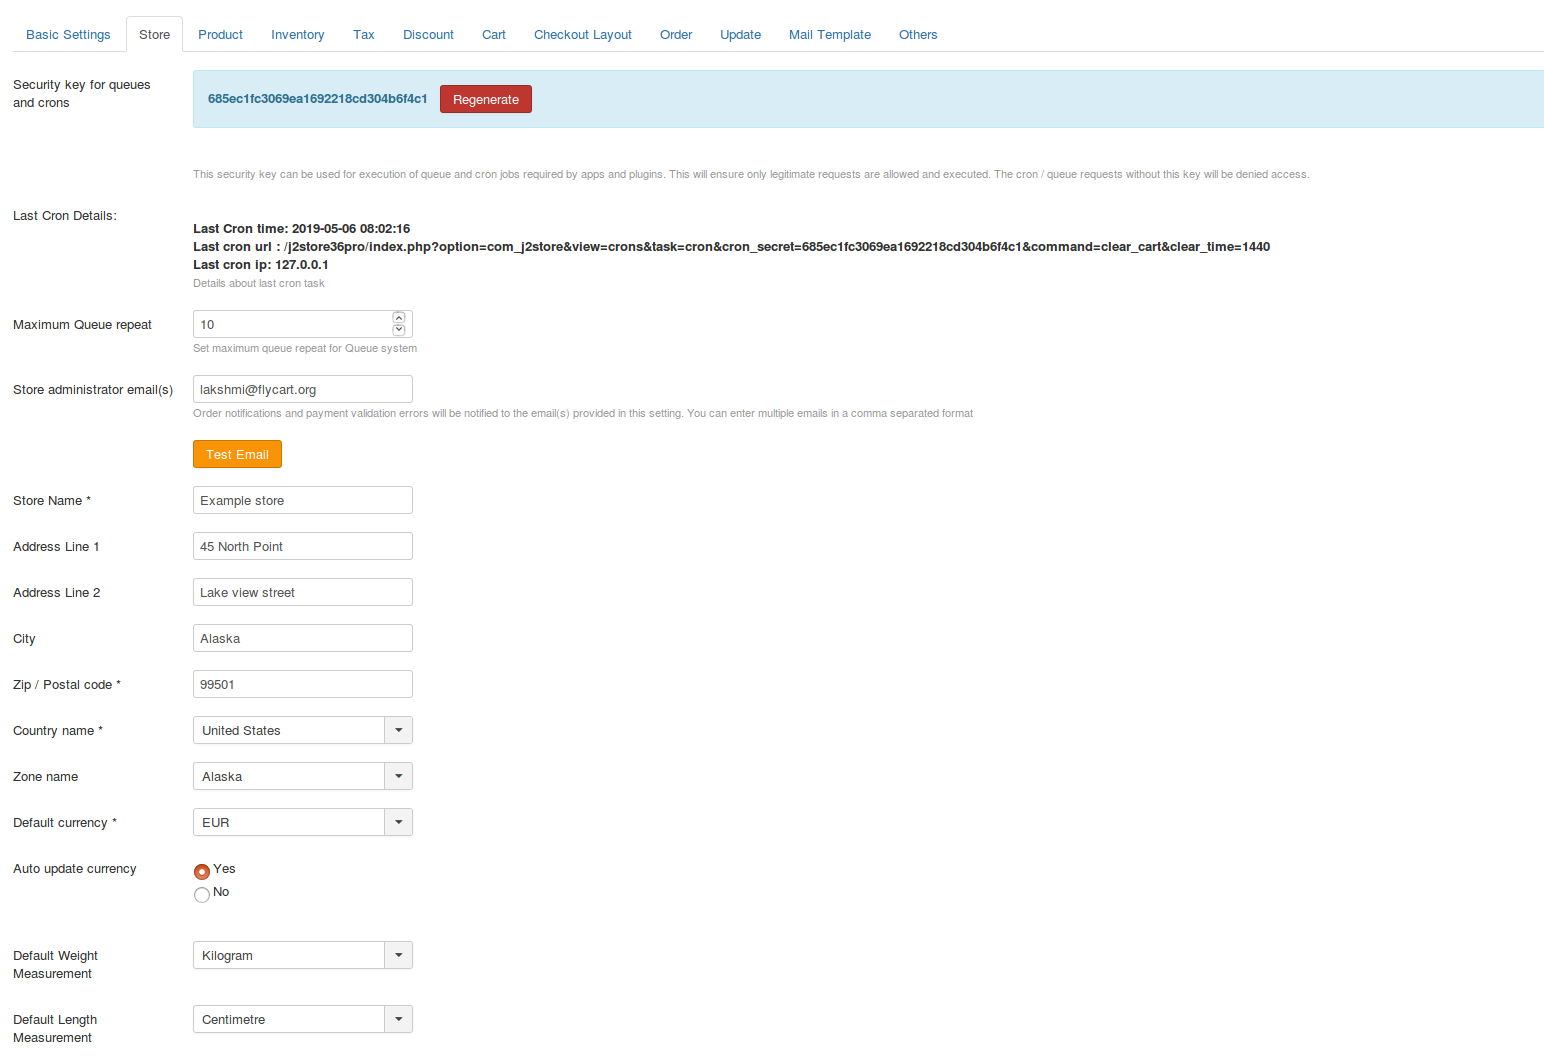 Basic Settings Store Product Inventory Tax Discount Cart Checkout Layout Order Update Mail Template Others
Security key for queues
and crons
685ec1fc3069ea1692218cd304b6f4c1 Regenerate
This security key can be used for execution of queue and cron jobs required by apps and plugins. This will ensure only legitimate requests are allowed and executed. The cron / queue requests without this key will be denied access.
Last Cron Details:
Last Cron time: 2019-05-06 08:02:16
Last cron url : /j2store36pro/index.php?option=com_j2store&view=crons&task=cron&cron_secret=685ec1fc3069ea1692218cd304b6f4c1&command=clear_cart&clear_time=1440
Last cron ip: 127.0.0.1
Details about last cron task
Maximum Queue repeat 10
Set maximum queue repeat for Queue system
Store administrator email(s) lakshmi@flycart.org
Order notifications and payment validation errors will be notified to the email(s) provided in this setting. You can enter multiple emails in a comma separated format
Test Email
Store Name * Example store
Address Line 1 45 North Point
Address Line 2 Lake view street
City Alaska
Zip / Postal code * 99501
Country name * United States
Zone name Alaska
Default currency * EUR
Auto update currency Yes
No
Default Weight
Measurement
Kilogram
Default Length
Measurement
Centimetre